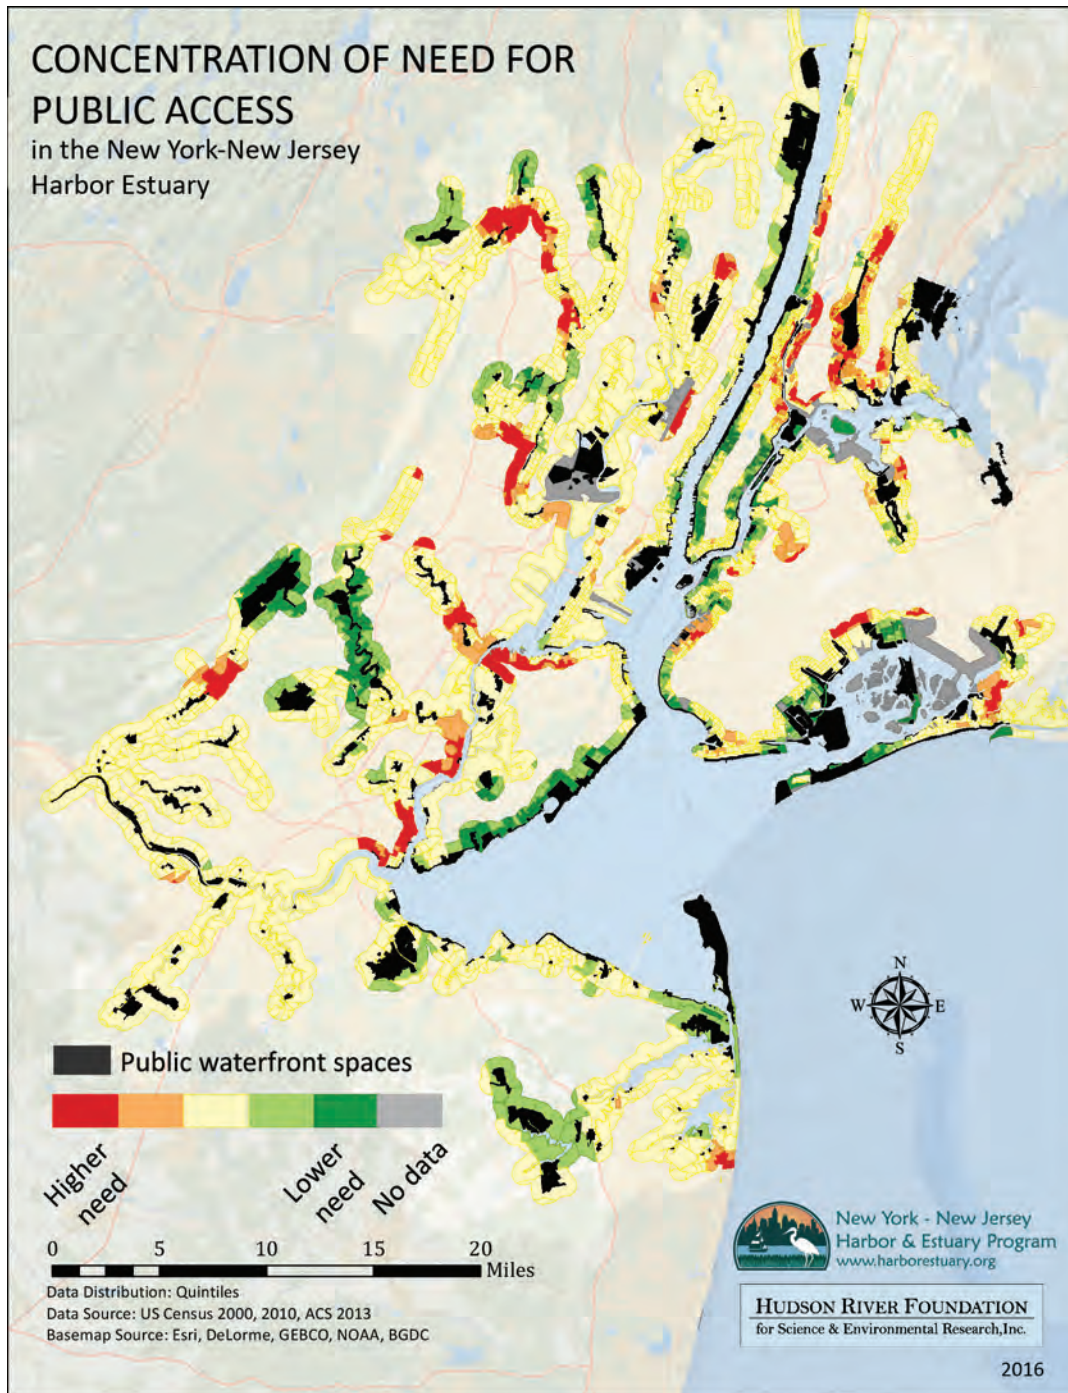 CONCENTRATION OF NEED FOR
PUBLIC ACCESS
in the New York-New Jersey
Harbor Estuary
N
W E
S
Public waterfront spaces
Higher
need
Lower
need
No data
0 5 10 15 20
Miles
Data Distribution: Quintiles
Data Source: US Census 2000, 2010, ACS 2013
Basemap Source: Esri, DeLorme, GEBCO, NOAA, BGDC
New York - New Jersey
Harbor & Estuary Program
www.harborestuary.org
HUDSON RIVER FOUNDATION
for Science & Environmental Research,Inc.
2016